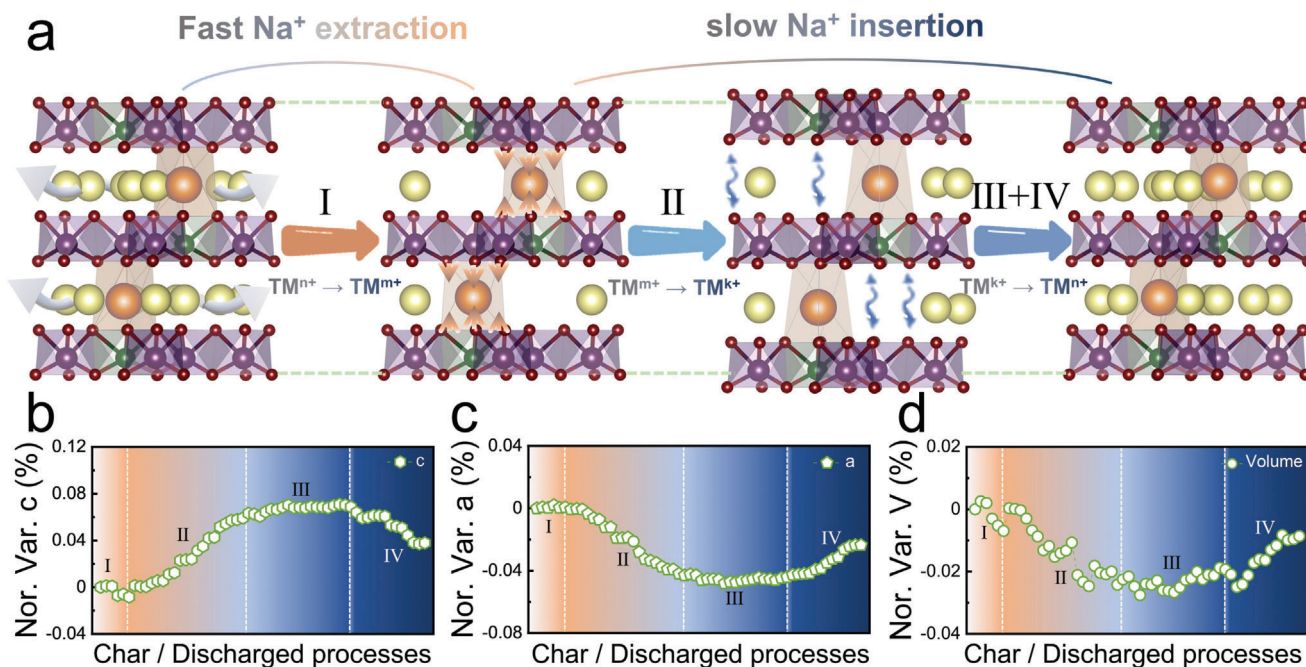 a
Fast Na⁺ extraction
slow Na⁺ insertion
I
II
III+IV
TMⁿ⁺ → TMᵐ⁺
TMᵐ⁺ → TMᵏ⁺
TMᵏ⁺ → TMⁿ⁺
b
Nor. Var. c (%)
0.12
0.08
0.04
0
-0.04
c
I
II
III
IV
Char / Discharged processes
c
Nor. Var. a (%)
0.04
0
-0.04
-0.08
a
I
II
III
IV
Char / Discharged processes
d
Nor. Var. V (%)
0.02
0
-0.02
-0.04
Volume
I
II
III
IV
Char / Discharged processes